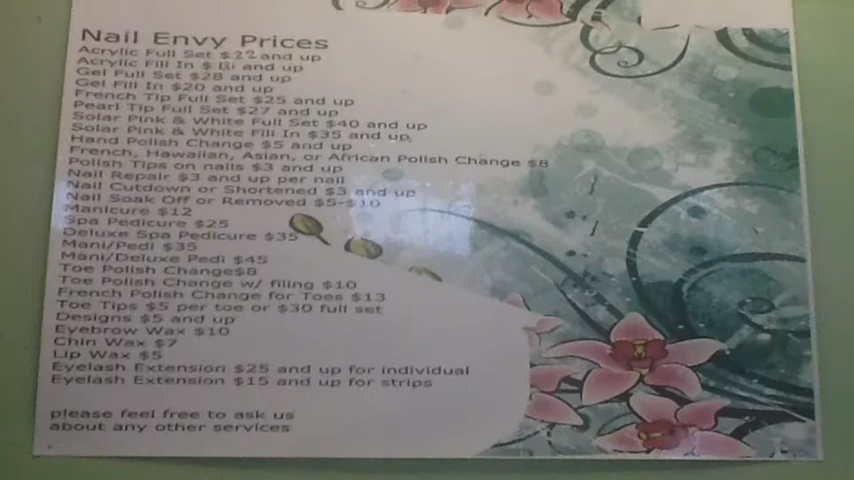 Nail Envy Prices
Acrylic Full Set $22 and up
Acrylic Fill In $ and up
Gel Full Set $28 and up
Gel Fill In $20 and up
French Tip Full Set $25 and up
Pearl Tip Full Set $27 and up
Solar Pink & White Full Set $40 and up
Solar Pink & White Fill In $35 and up
Hand Polish Change $5 and up
French, Hawaiian, Asian, or African Polish Change $8
Polish Tips on nails $3 and up
Nail Repair $3 and up per nail
Nail Cutdown or Shortened $3 and up
Nail Soak Off or Removed $5-$10
Manicure $12
Spa Pedicure $25
Deluxe Spa Pedicure $35
Mani/Pedi $35
Mani/Deluxe Pedi $45
Toe Polish Change$8
Toe Polish Change w/ filing $10
French Polish Change for Toes $13
Toe Tips $5 per toe or $30 full set
Designs $5 and up
Eyebrow Wax $10
Chin Wax $7
Lip Wax $5
Eyelash Extension $25 and up for individual
Eyelash Extension $15 and up for strips
please feel free to ask us
about any other services